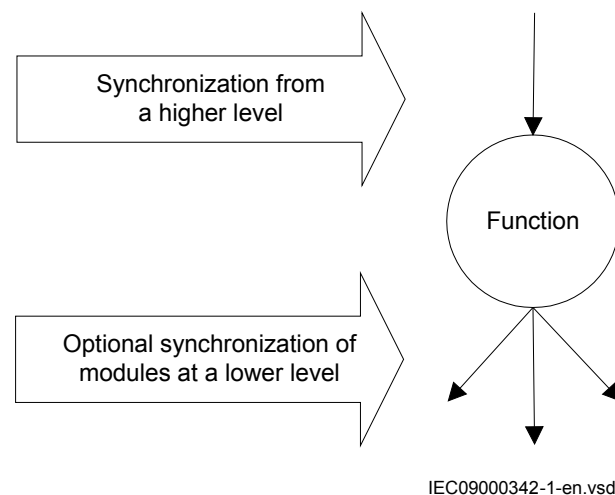 Synchronization from
a higher level
Function
Optional synchronization of
modules at a lower level
IEC09000342-1-en.vsd